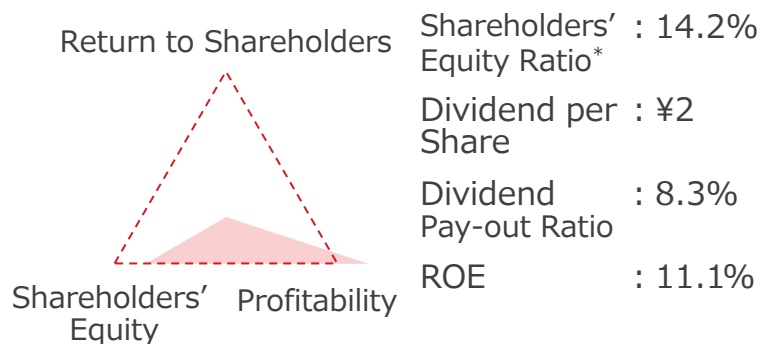 Return to Shareholders
Shareholders’
Equity
Profitability
Shareholders’ : 14.2%
Equity Ratio*
Dividend per : ¥2
Share
Dividend : 8.3%
Pay-out Ratio
ROE : 11.1%